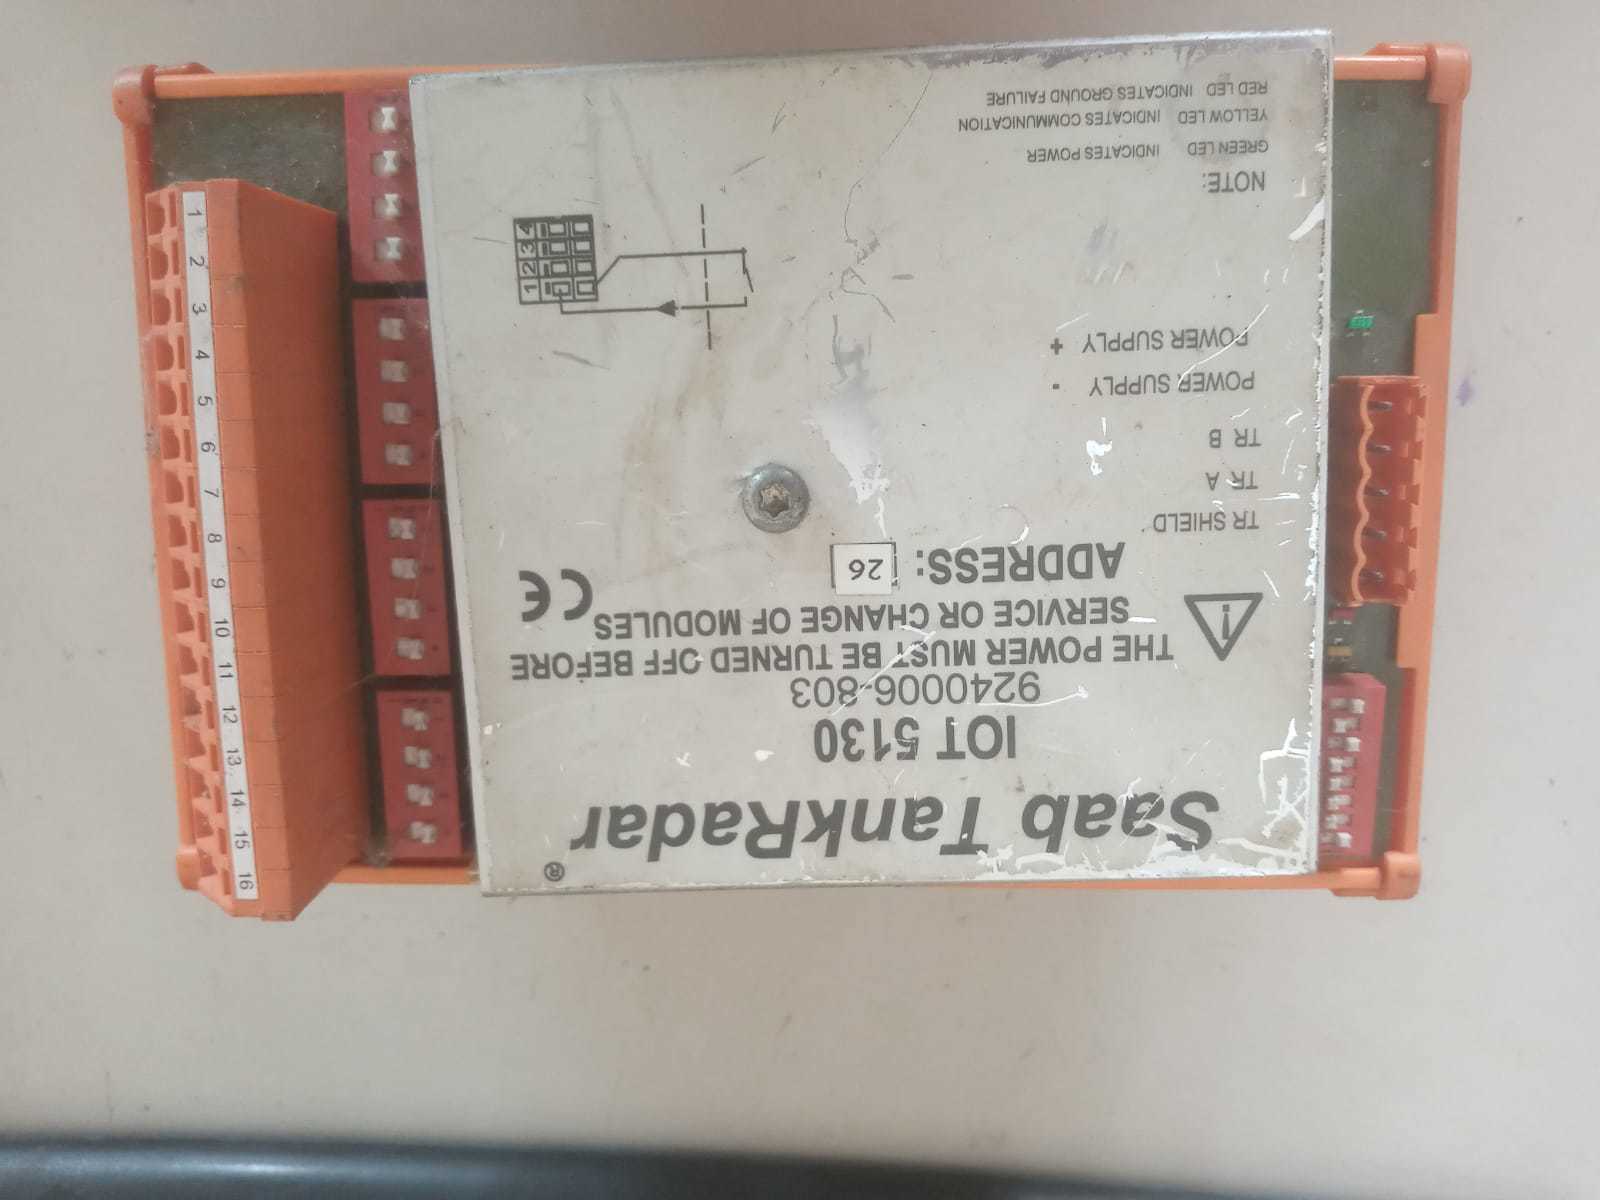 Saab TankRadar®
IOT 5130
9240006-803
THE POWER MUST BE TURNED OFF BEFORE
SERVICE OR CHANGE OF MODULES
CE
ADDRESS: 26
TR SHIELD
TR A
TR B
POWER SUPPLY -
POWER SUPPLY +
1 2 3 4
NOTE:
GREEN LED INDICATES POWER
YELLOW LED INDICATES COMMUNICATION
RED LED INDICATES GROUND FAILURE
1 2 3 4 5 6 7 8 9 10 11 12 13 14 15 16